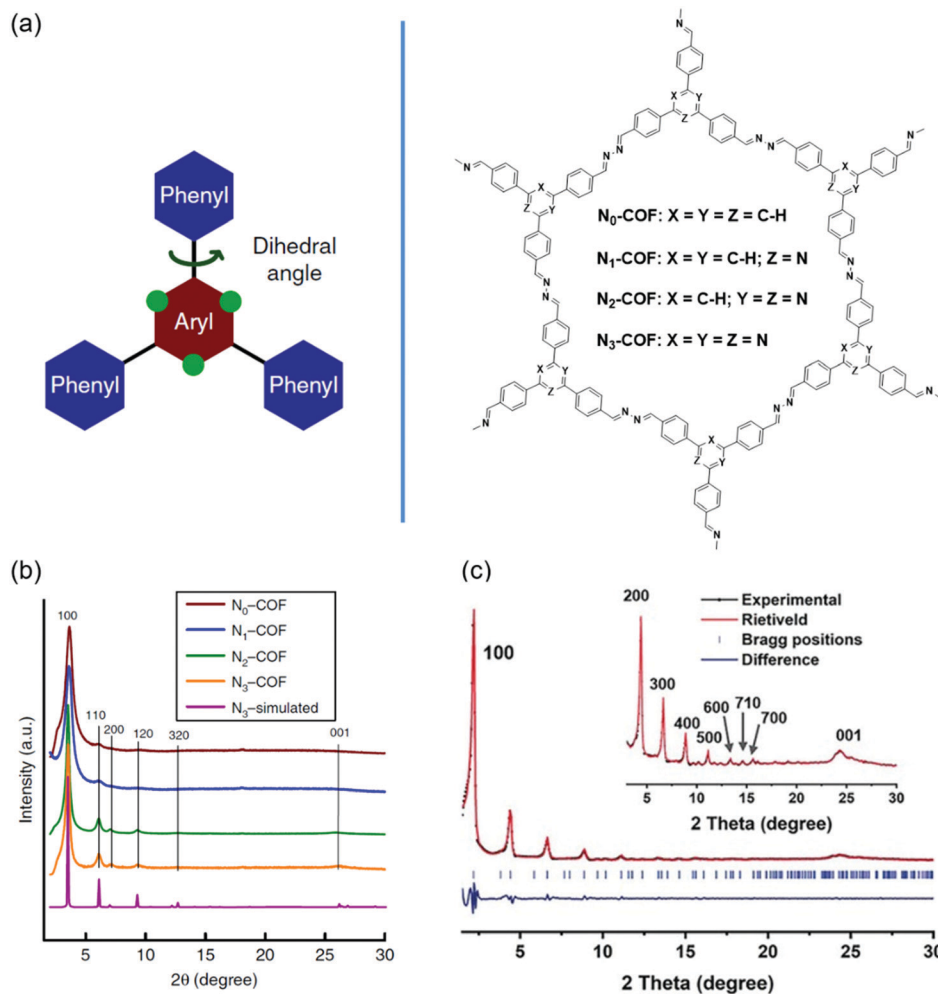 (a)
Phenyl
Dihedral
angle
Aryl
Phenyl
Phenyl
N
X
Y
Z
N
N
N
N
N
X
Y
Z
X
Y
Z
N
N₀-COF: X = Y = Z = C-H
N₁-COF: X = Y = C-H; Z = N
N₂-COF: X = C-H; Y = Z = N
N₃-COF: X = Y = Z = N
N
N
N
N
X
Y
Z
X
Y
Z
N
N
N
N
N
N
X
Y
Z
N
(b)
100
N₀–COF
N₁–COF
N₂–COF
N₃–COF
N₃–simulated
110
200
120
320
001
Intensity (a.u.)
5
10
15
20
25
30
2θ (degree)
(c)
100
200
300
400
500
600
710
700
001
Experimental
Rietiveld
Bragg positions
Difference
5
10
15
20
25
30
2 Theta (degree)
5
10
15
20
25
30
2 Theta (degree)